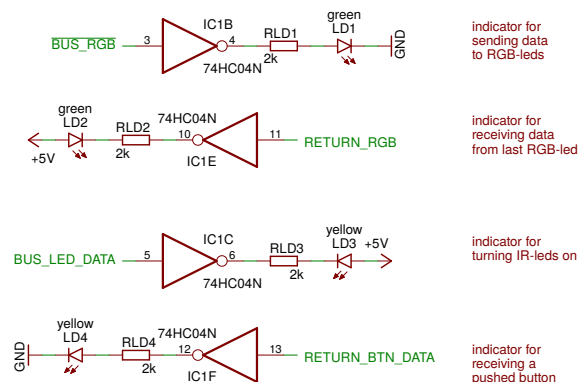 IC1B
green
LD1
indicator for
sending data
to RGB-leds
BUS_RGB
3
4
RLD1
2k
74HC04N
GND
green
LD2
RLD2
2k
+5V
74HC04N
10
11
IC1E
RETURN_RGB
indicator for
receiving data
from last RGB-led
IC1C
yellow
LD3
+5V
BUS_LED_DATA
5
6
RLD3
2k
74HC04N
indicator for
turning IR-leds on
GND
yellow
LD4
RLD4
2k
74HC04N
12
13
IC1F
RETURN_BTN_DATA
indicator for
receiving a
pushed button